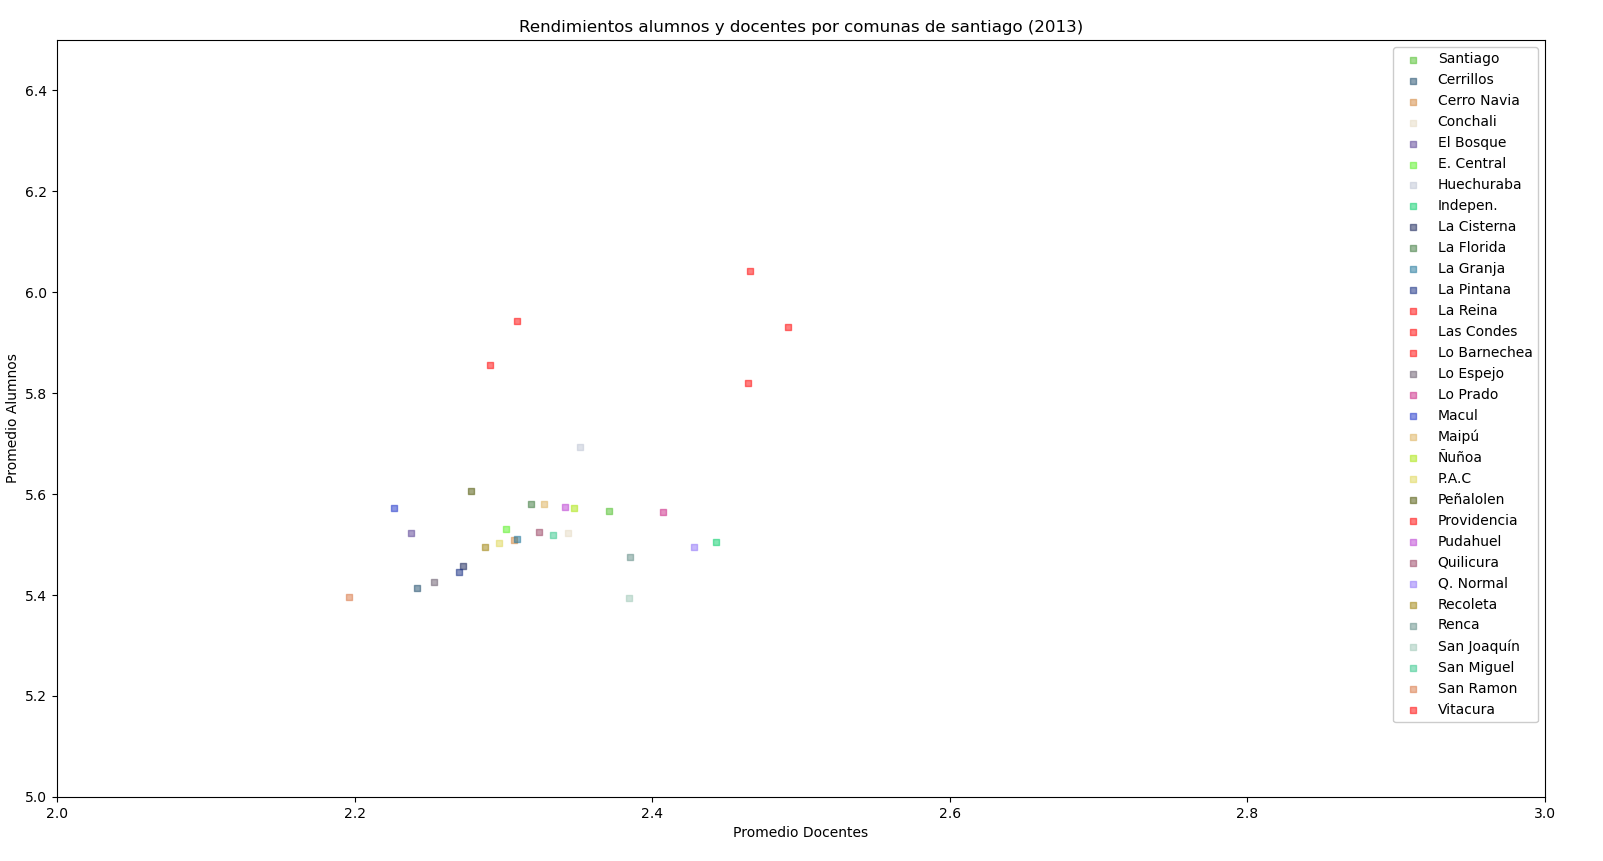 Rendimientos alumnos y docentes por comunas de santiago (2013)
6.4
6.2
6.0
5.8
5.6
5.4
5.2
5.0
Promedio Alumnos
2.0
2.2
2.4
2.6
2.8
3.0
Promedio Docentes
Santiago
Cerrillos
Cerro Navia
Conchali
El Bosque
E. Central
Huechuraba
Indepen.
La Cisterna
La Florida
La Granja
La Pintana
La Reina
Las Condes
Lo Barnechea
Lo Espejo
Lo Prado
Macul
Maipú
Ñuñoa
P.A.C
Peñalolen
Providencia
Pudahuel
Quilicura
Q. Normal
Recoleta
Renca
San Joaquín
San Miguel
San Ramon
Vitacura